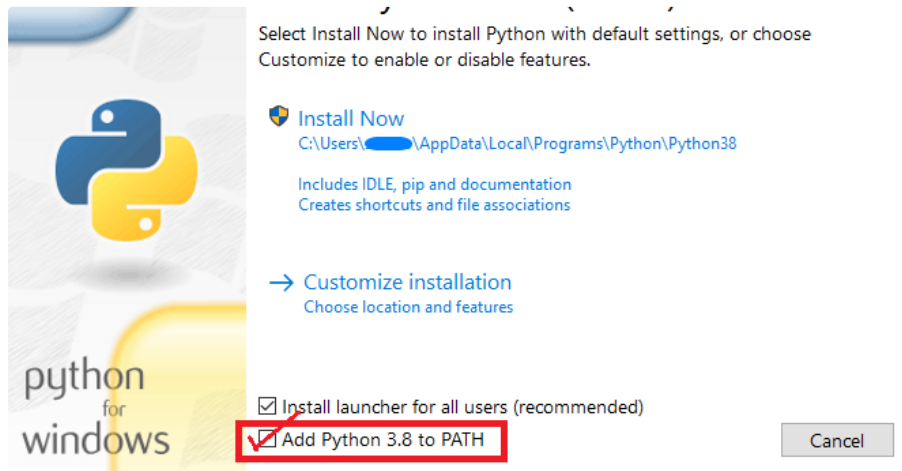 Select Install Now to install Python with default settings, or choose
Customize to enable or disable features.
Install Now
C:\Users\ \AppData\Local\Programs\Python\Python38
Includes IDLE, pip and documentation
Creates shortcuts and file associations
Customize installation
Choose location and features
python
for
windows
Install launcher for all users (recommended)
Add Python 3.8 to PATH
Cancel